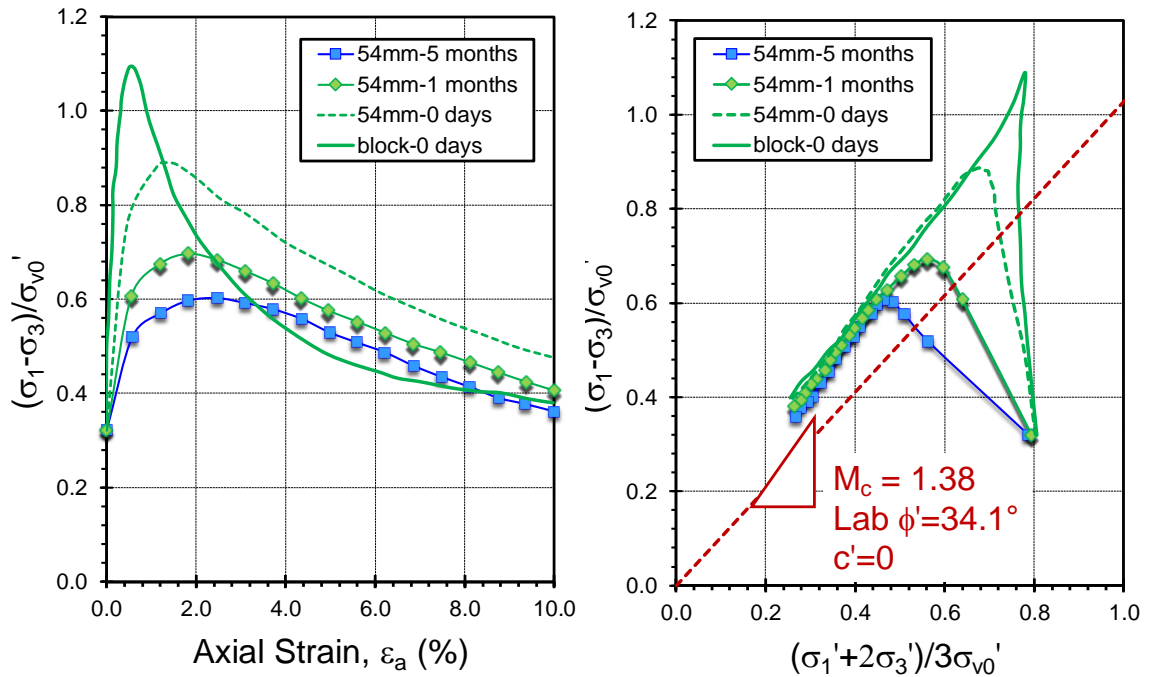 1.2
1.0
0.8
0.6
0.4
0.2
0.0
(σ1-σ3)/σv0'
54mm-5 months
54mm-1 months
54mm-0 days
block-0 days
0.0 2.0 4.0 6.0 8.0 10.0
Axial Strain, εa (%)
1.2
1.0
0.8
0.6
0.4
0.2
0.0
(σ1-σ3)/σv0'
54mm-5 months
54mm-1 months
54mm-0 days
block-0 days
Mc = 1.38
Lab ϕ'=34.1°
c'=0
0.0 0.2 0.4 0.6 0.8 1.0
(σ1'+2σ3')/3σv0'